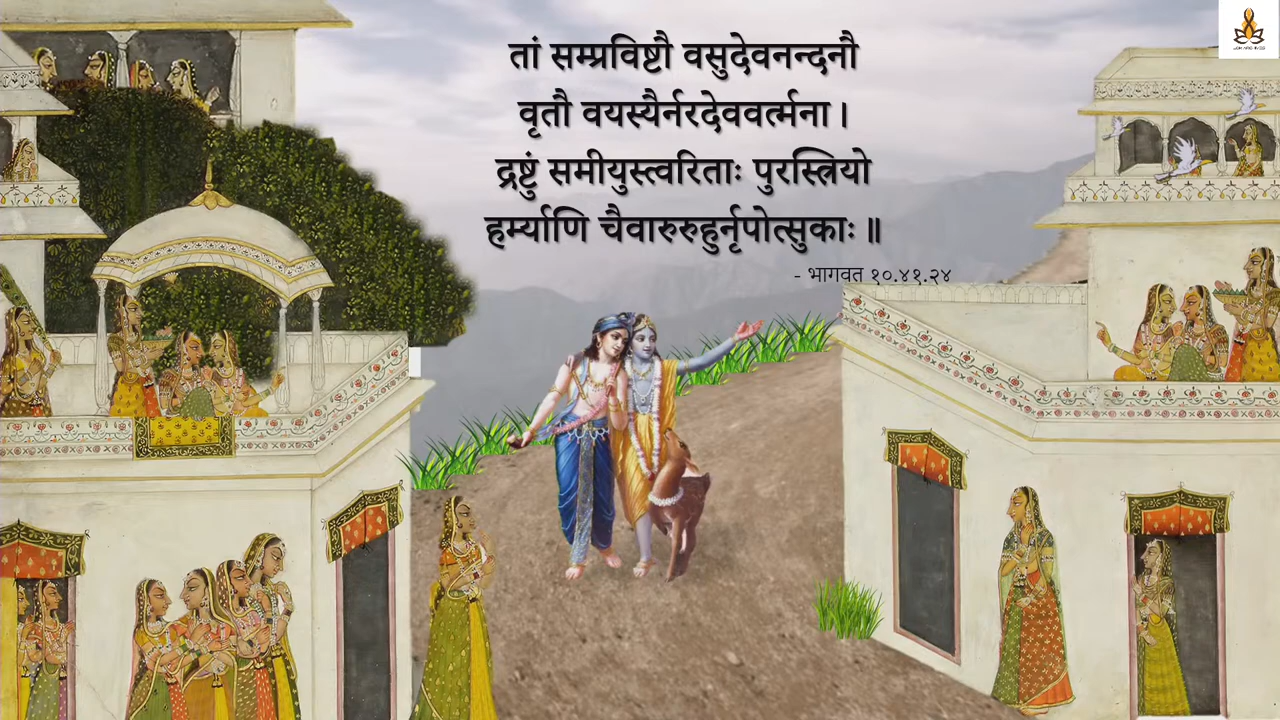 तां सम्प्रविष्टौ वसुदेवनन्दनौ
वृतौ वयस्यैर्नरदेववर्त्मना ।
द्रष्टुं समीयुस्त्वरिताः पुरस्त्रियो
हर्म्याणि चैवारुरुहुर्नृपोत्सुकाः ॥
- भागवत १०.४१.२४